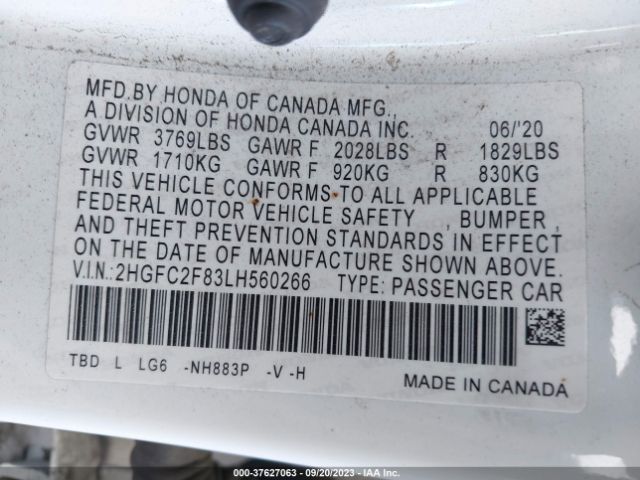 MFD.BY HONDA OF CANADA MFG.,
A DIVISION OF HONDA CANADA INC. 06/'20
GVWR 3769LBS GAWR F 2028LBS R 1829LBS
GVWR 1710KG GAWR F 920KG R 830KG
THIS VEHICLE CONFORMS TO ALL APPLICABLE
FEDERAL MOTOR VEHICLE SAFETY , BUMPER ,
AND THEFT PREVENTION STANDARDS IN EFFECT
ON THE DATE OF MANUFACTURE SHOWN ABOVE.
V.I.N.:2HGFC2F83LH560266 TYPE: PASSENGER CAR
TBD L LG6 -NH883P -V -H
MADE IN CANADA
000-37627063 - 09/20/2023 - IAA Inc.